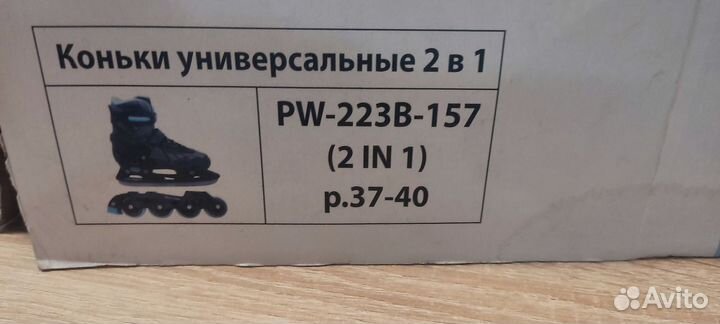 Коньки универсальные 2 в 1
PW-223B-157
(2 IN 1)
р.37-40
Avito